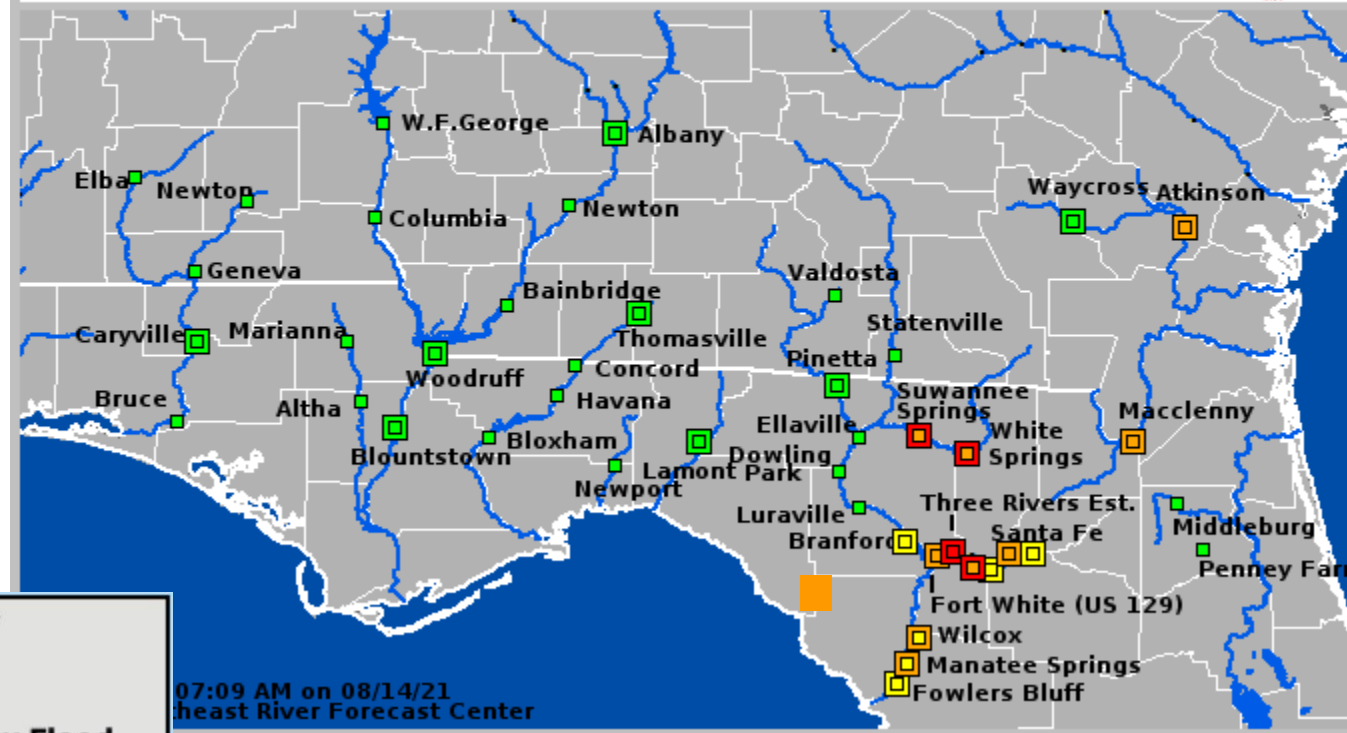 W.F.George
Albany
Elba
Newton
Waycross
Atkinson
Columbia
Newton
Geneva
Valdosta
Bainbridge
Caryville
Marianna
Statenville
Thomasville
Pinetta
Concord
Woodruff
Bruce
Altha
Havana
Suwannee
Springs
Macclenny
Ellaville
White
Springs
Bloxham
Blountstown
Dowling
Park
Lamont
Newport
Three Rivers Est.
Luraville
Santa Fe
Middleburg
Branford
Fort White (US 129)
Wilcox
Manatee Springs
Fowlers Bluff
07:09 AM on 08/14/21
River Forecast Center
Flood